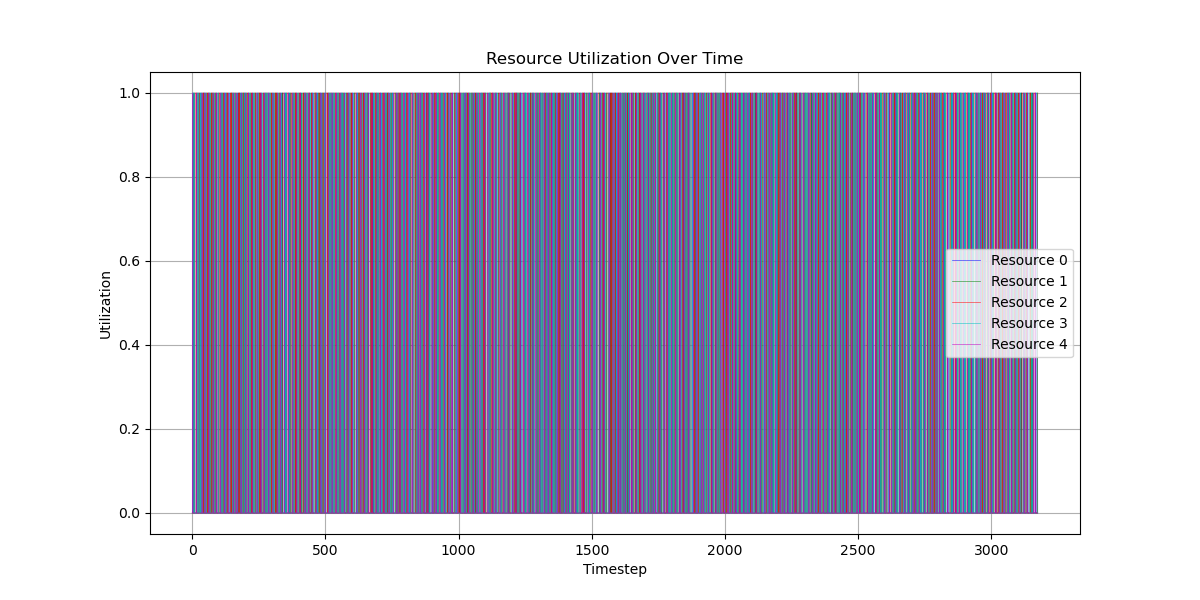 Resource Utilization Over Time
Utilization
1.0
0.8
0.6
0.4
0.2
0.0
Resource 0
Resource 1
Resource 2
Resource 3
Resource 4
0 500 1000 1500 2000 2500 3000
Timestep